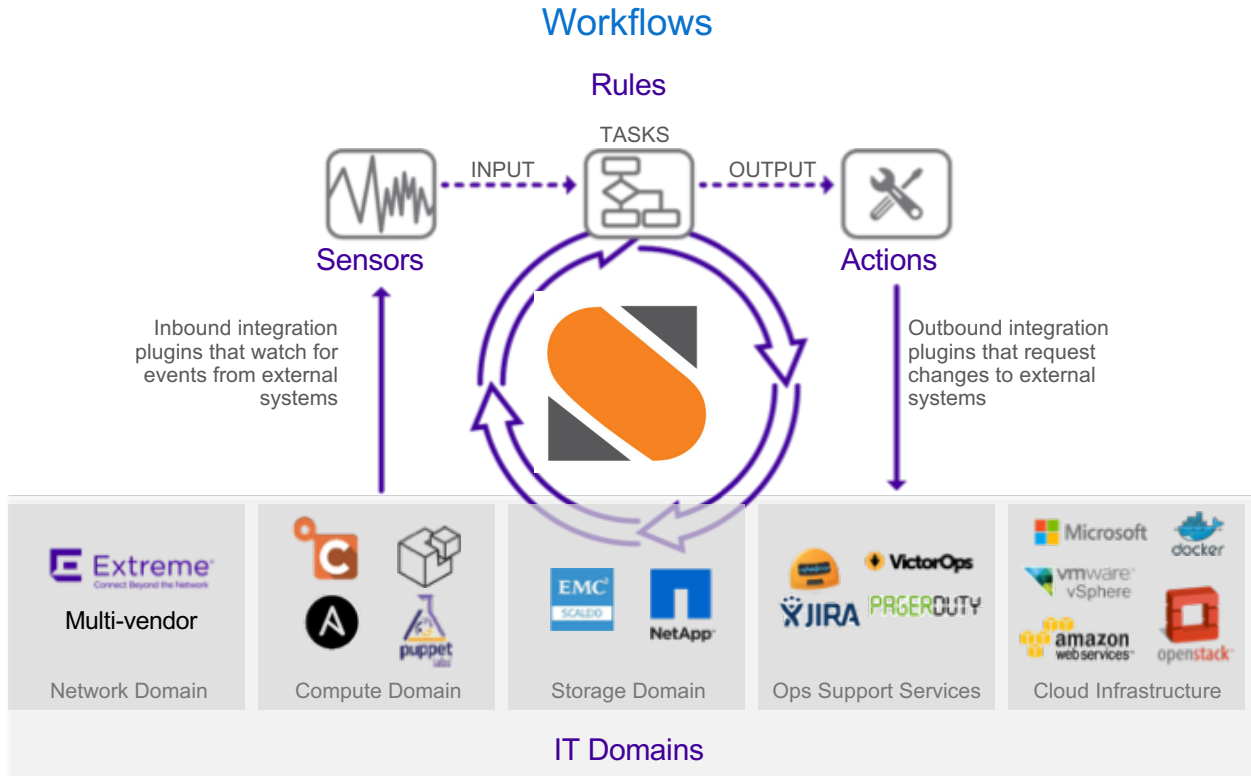 Workflows
Rules
TASKS
INPUT
OUTPUT
Sensors
Actions
Inbound integration
plugins that watch for
events from external
systems
Outbound integration
plugins that request
changes to external
systems
Extreme
Connect Beyond the Network
Multi-vendor
Network Domain
C
A
puppet
labs
Compute Domain
EMC²
SCALEIO
NetApp
Storage Domain
VictorOps
JIRA
PAGERDUTY
Ops Support Services
Microsoft
docker
vmware
vSphere
amazon
web services
openstack
Cloud Infrastructure
IT Domains